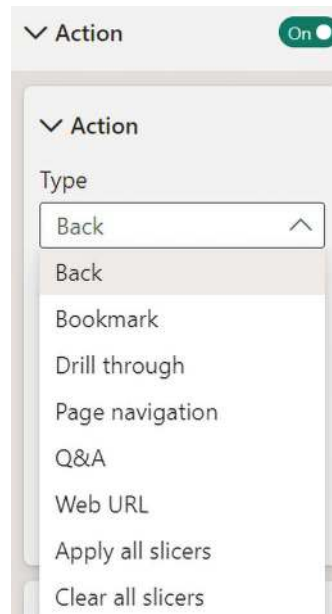 Action
On
Action
Type
Back
Back
Bookmark
Drill through
Page navigation
Q&A
Web URL
Apply all slicers
Clear all slicers